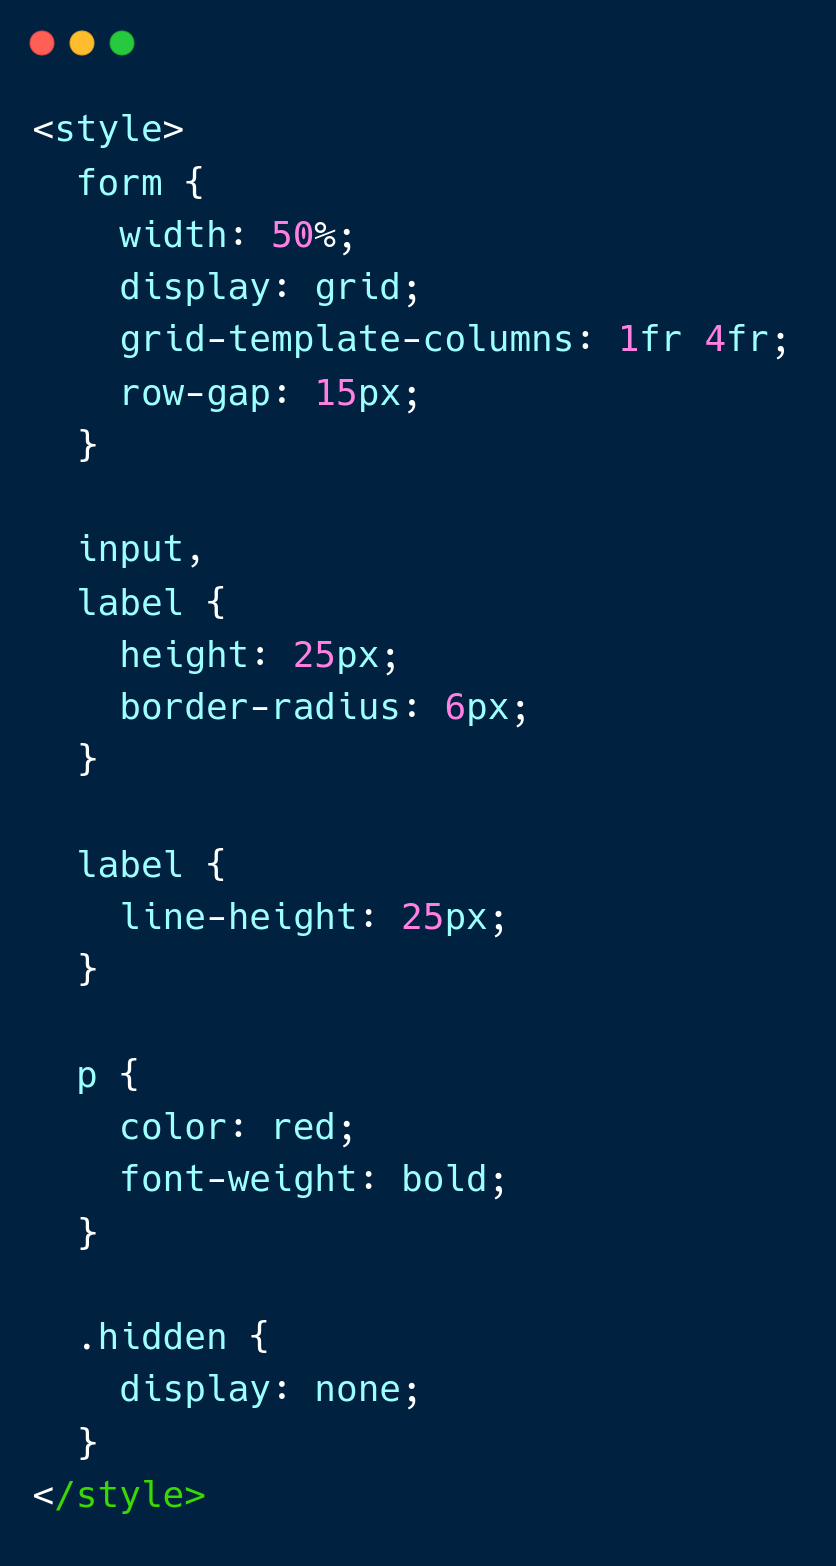 <style>
  form {
    width: 50%;
    display: grid;
    grid-template-columns: 1fr 4fr;
    row-gap: 15px;
  }

  input,
  label {
    height: 25px;
    border-radius: 6px;
  }

  label {
    line-height: 25px;
  }

  p {
    color: red;
    font-weight: bold;
  }

  .hidden {
    display: none;
  }
</style>